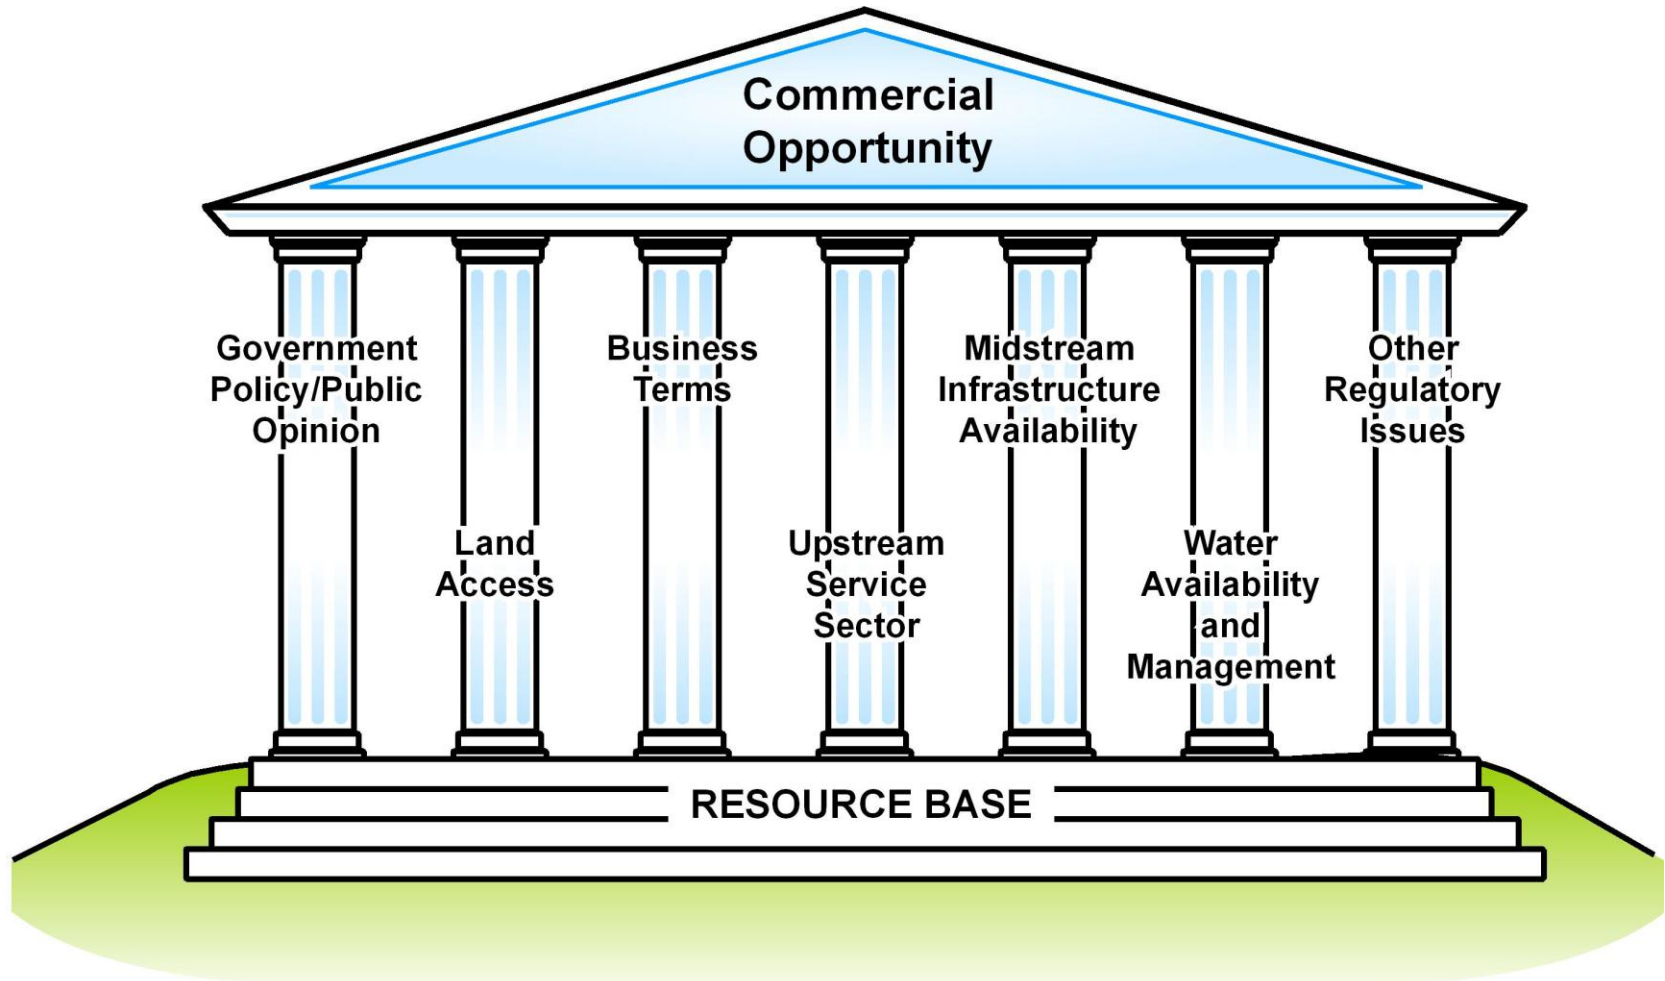 Commercial
Opportunity
Government
Policy/Public
Opinion
Land
Access
Business
Terms
Upstream
Service
Sector
Midstream
Infrastructure
Availability
Water
Availability
and
Management
Other
Regulatory
Issues
RESOURCE BASE